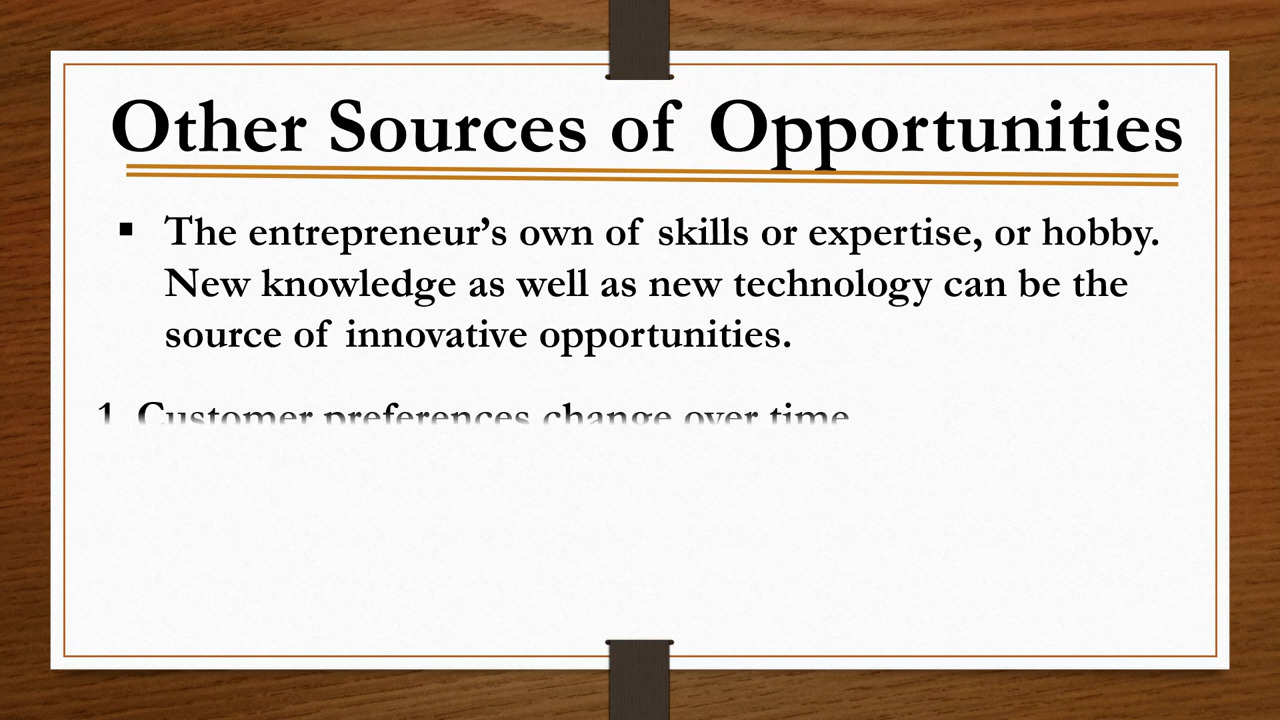 Other Sources of Opportunities
▪ The entrepreneur’s own of skills or expertise, or hobby.
New knowledge as well as new technology can be the
source of innovative opportunities.
1. Customer preferences change over time